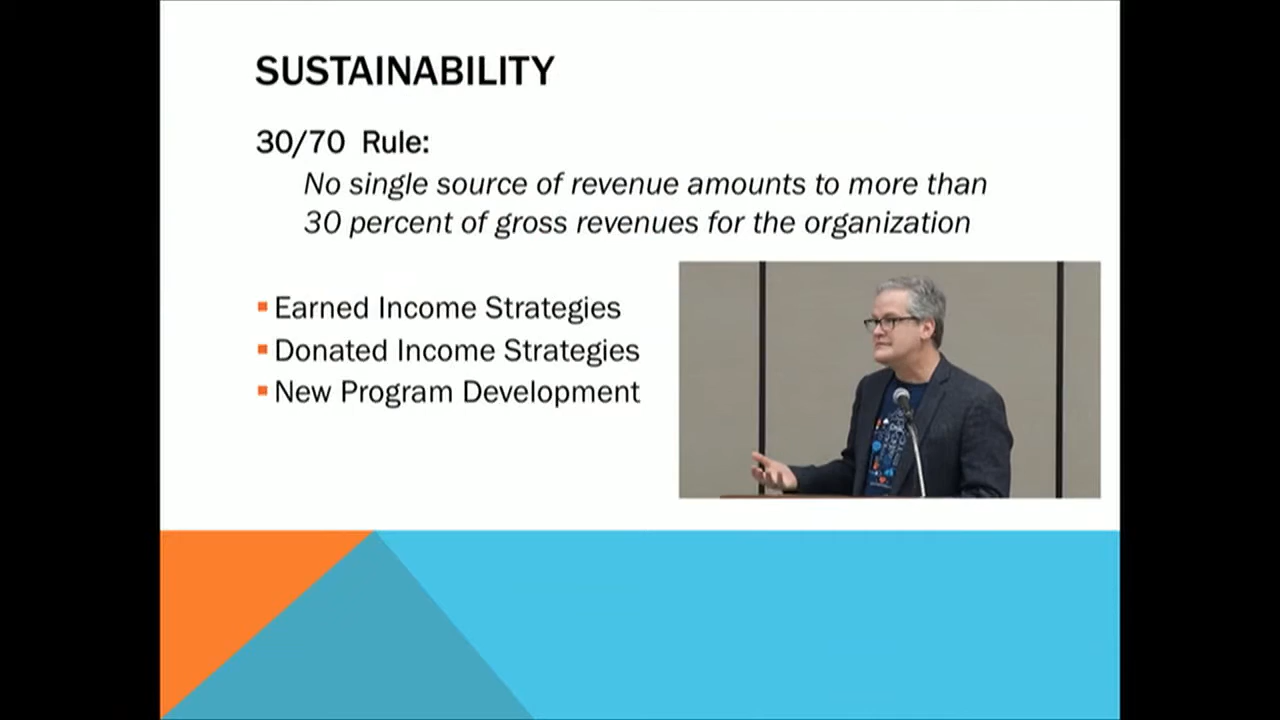 SUSTAINABILITY
30/70 Rule:
No single source of revenue amounts to more than
30 percent of gross revenues for the organization
Earned Income Strategies
Donated Income Strategies
New Program Development